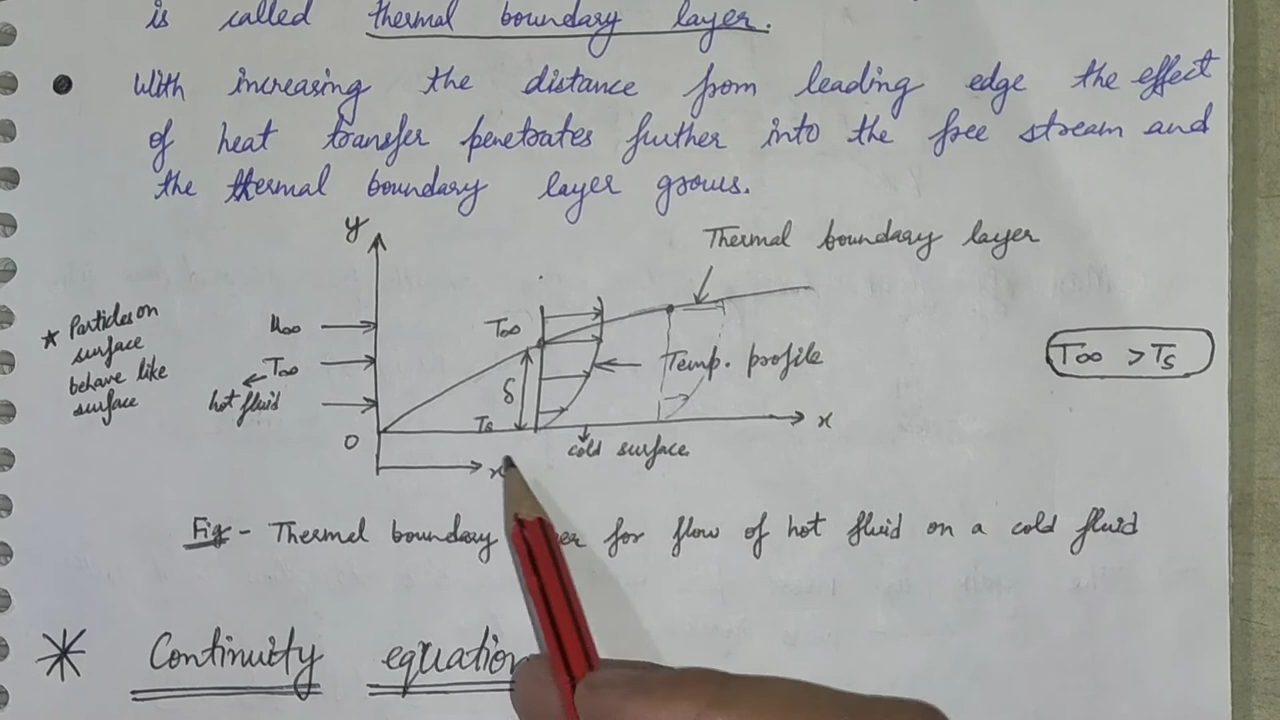 is called thermal boundary layer.
With increasing the distance from leading edge the effect
of heat transfer penetrates further into the free stream and
the thermal boundary layer grows.
y
Thermal boundary layer
* Particles on
surface
behave like
surface
u∞
T∞
hot fluid
T∞
δ
Ts
Temp. profile
T∞ > Ts
0
x
cold surface
x
Fig - Thermal boundary for flow of hot fluid on a cold fluid
* Continuity equation